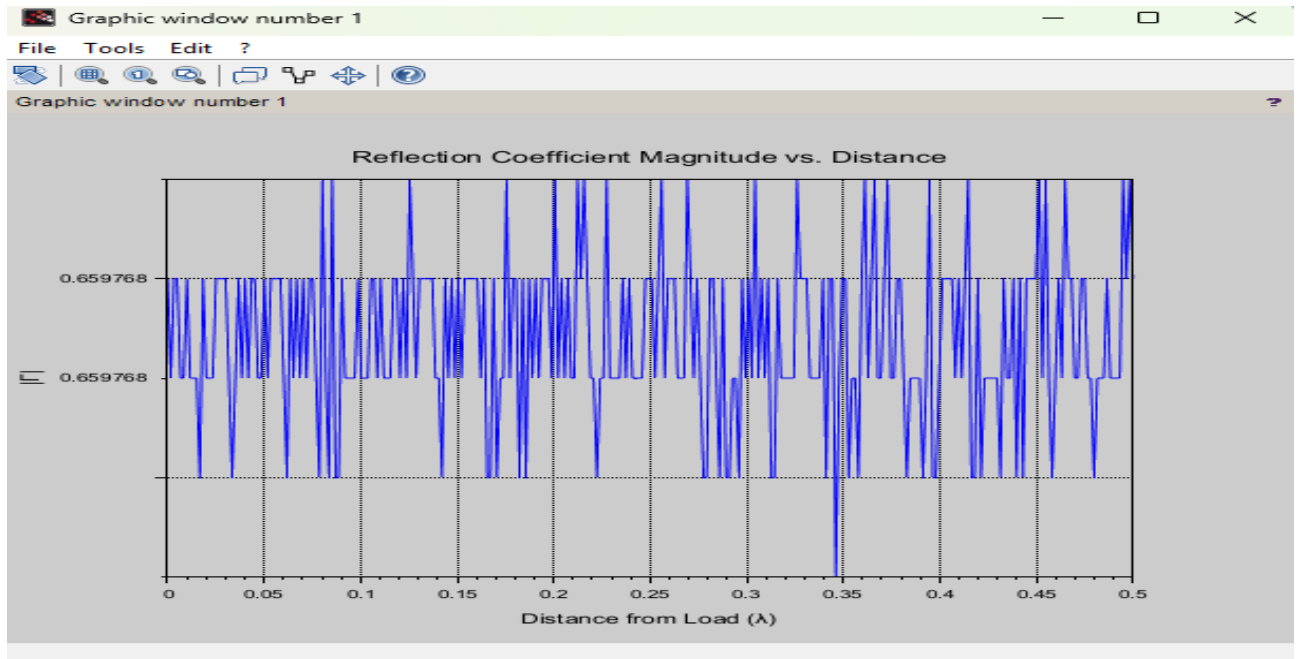 Graphic window number 1
File Tools Edit ?
Graphic window number 1 ?
Reflection Coefficient Magnitude vs. Distance
0.659768
|Γ| 0.659768
0 0.05 0.1 0.15 0.2 0.25 0.3 0.35 0.4 0.45 0.5
Distance from Load (λ)